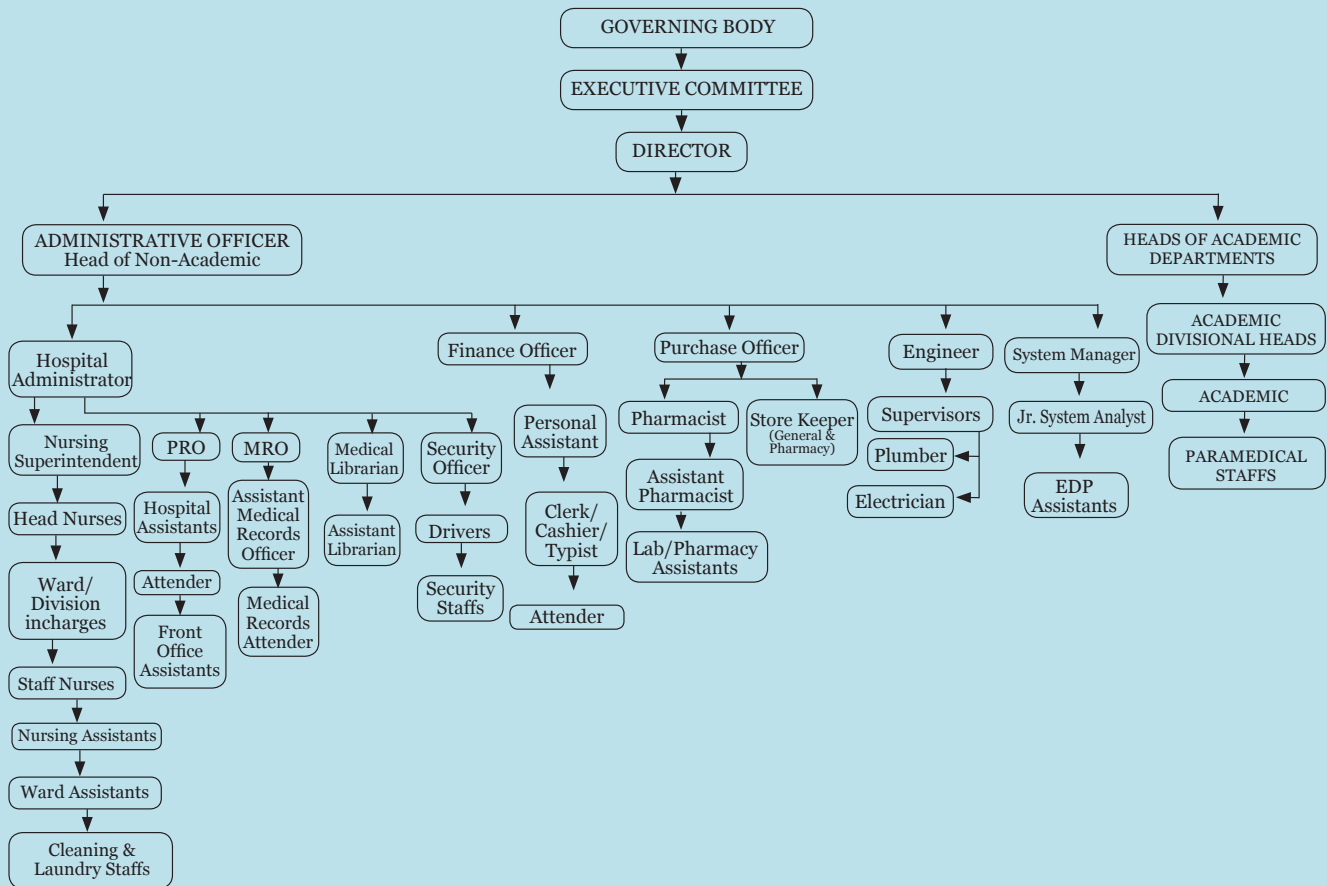 GOVERNING BODY
EXECUTIVE COMMITTEE
DIRECTOR
ADMINISTRATIVE OFFICER
Head of Non-Academic
HEADS OF ACADEMIC
DEPARTMENTS
Hospital
Administrator
Finance Officer
Purchase Officer
Engineer
System Manager
ACADEMIC
DIVISIONAL HEADS
Nursing
Superintendent
PRO
MRO
Medical
Librarian
Security
Officer
Personal
Assistant
Pharmacist
Store Keeper
(General &
Pharmacy)
Supervisors
Plumber
Electrician
Jr. System Analyst
ACADEMIC
Head Nurses
Hospital
Assistants
Assistant
Medical
Records
Officer
Assistant
Librarian
Drivers
Clerk/
Cashier/
Typist
Assistant
Pharmacist
EDP
Assistants
PARAMEDICAL
STAFFS
Ward/
Division
incharges
Attender
Medical
Records
Attender
Security
Staffs
Attender
Lab/Pharmacy
Assistants
Front
Office
Assistants
Staff Nurses
Nursing Assistants
Ward Assistants
Cleaning &
Laundry Staffs